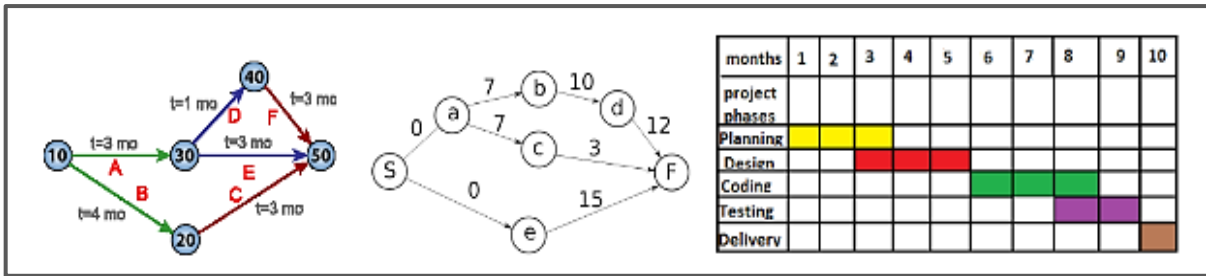 40
t=1 mo
D
F
t=3 mo
10
t=3 mo
A
30
t=3 mo
E
50
B
C
t=4 mo
t=3 mo
20
7
b
10
d
0
a
7
12
c
3
S
F
0
15
e
months 1 2 3 4 5 6 7 8 9 10
project
phases
Planning
Design
Coding
Testing
Delivery